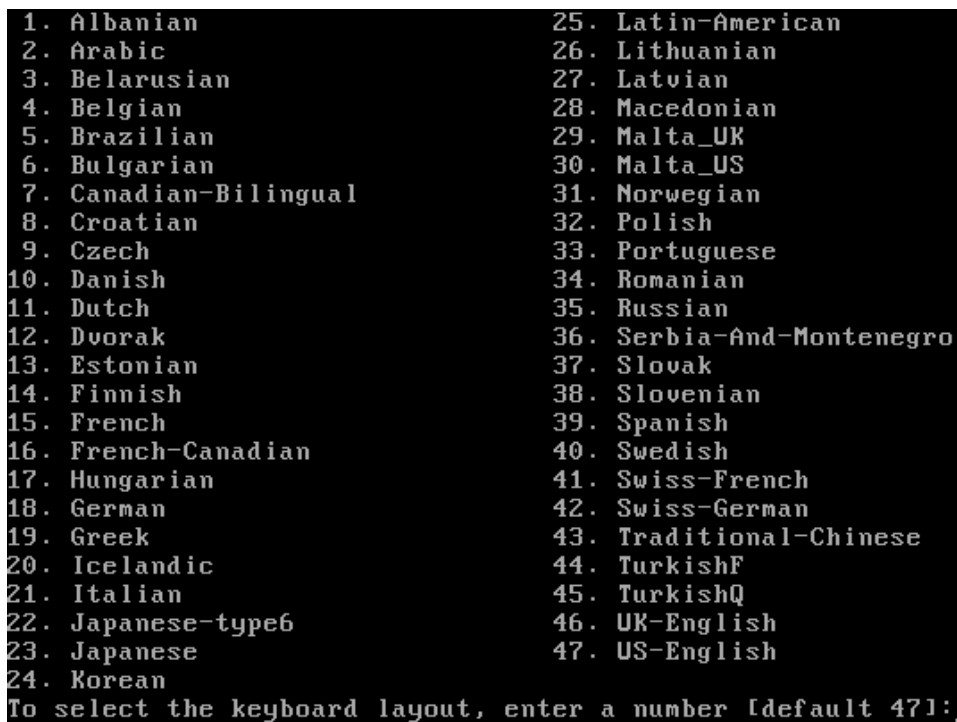 1. Albanian 25. Latin-American
2. Arabic 26. Lithuanian
3. Belarusian 27. Latvian
4. Belgian 28. Macedonian
5. Brazilian 29. Malta_UK
6. Bulgarian 30. Malta_US
7. Canadian-Bilingual 31. Norwegian
8. Croatian 32. Polish
9. Czech 33. Portuguese
10. Danish 34. Romanian
11. Dutch 35. Russian
12. Dvorak 36. Serbia-And-Montenegro
13. Estonian 37. Slovak
14. Finnish 38. Slovenian
15. French 39. Spanish
16. French-Canadian 40. Swedish
17. Hungarian 41. Swiss-French
18. German 42. Swiss-German
19. Greek 43. Traditional-Chinese
20. Icelandic 44. TurkishF
21. Italian 45. TurkishQ
22. Japanese-type6 46. UK-English
23. Japanese 47. US-English
24. Korean
To select the keyboard layout, enter a number [default 47]: